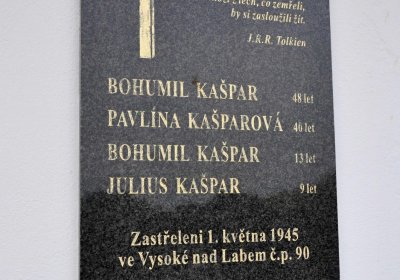 z těch, co zemřeli,
by si zasloužili žít.
J.R.R. Tolkien
BOHUMIL KAŠPAR 48 let
PAVLÍNA KAŠPAROVÁ 46 let
BOHUMIL KAŠPAR 13 let
JULIUS KAŠPAR 9 let
Zastřeleni 1. května 1945
ve Vysoké nad Labem č.p. 90